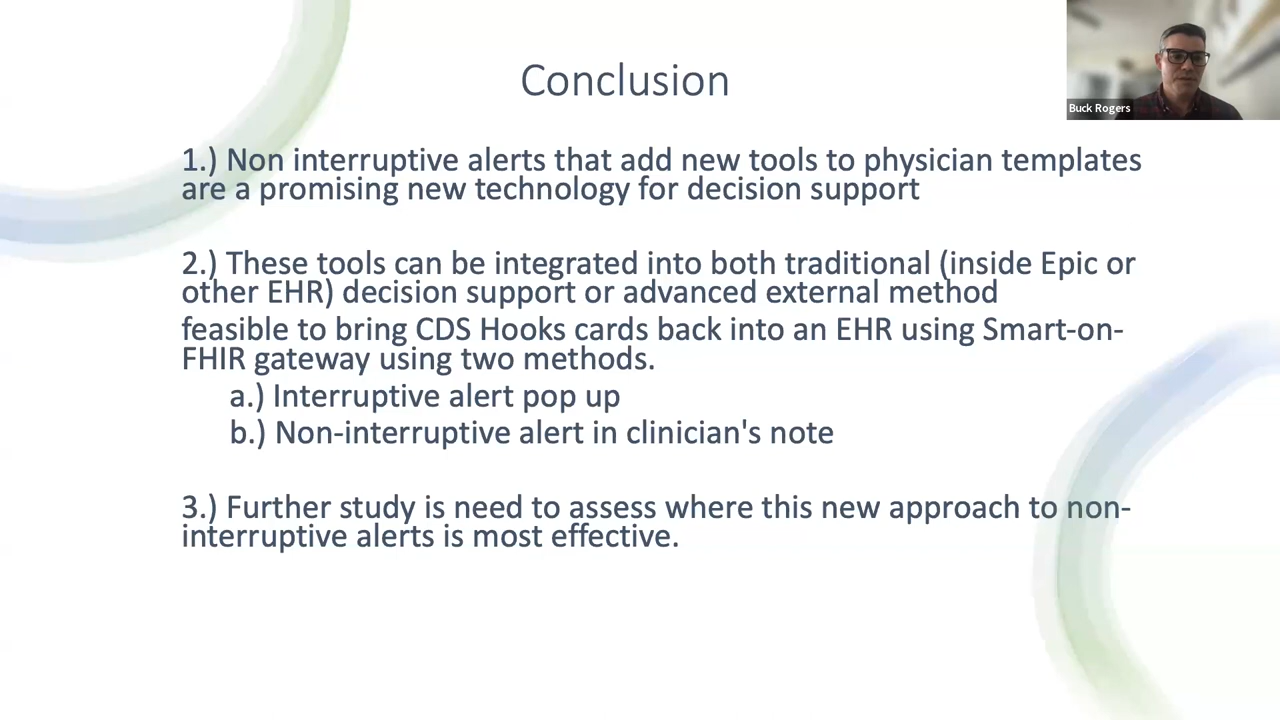 Conclusion
Buck Rogers
1.) Non interruptive alerts that add new tools to physician templates
are a promising new technology for decision support
2.) These tools can be integrated into both traditional (inside Epic or
other EHR) decision support or advanced external method
feasible to bring CDS Hooks cards back into an EHR using Smart-on-
FHIR gateway using two methods.
a.) Interruptive alert pop up
b.) Non-interruptive alert in clinician's note
3.) Further study is need to assess where this new approach to non-
interruptive alerts is most effective.